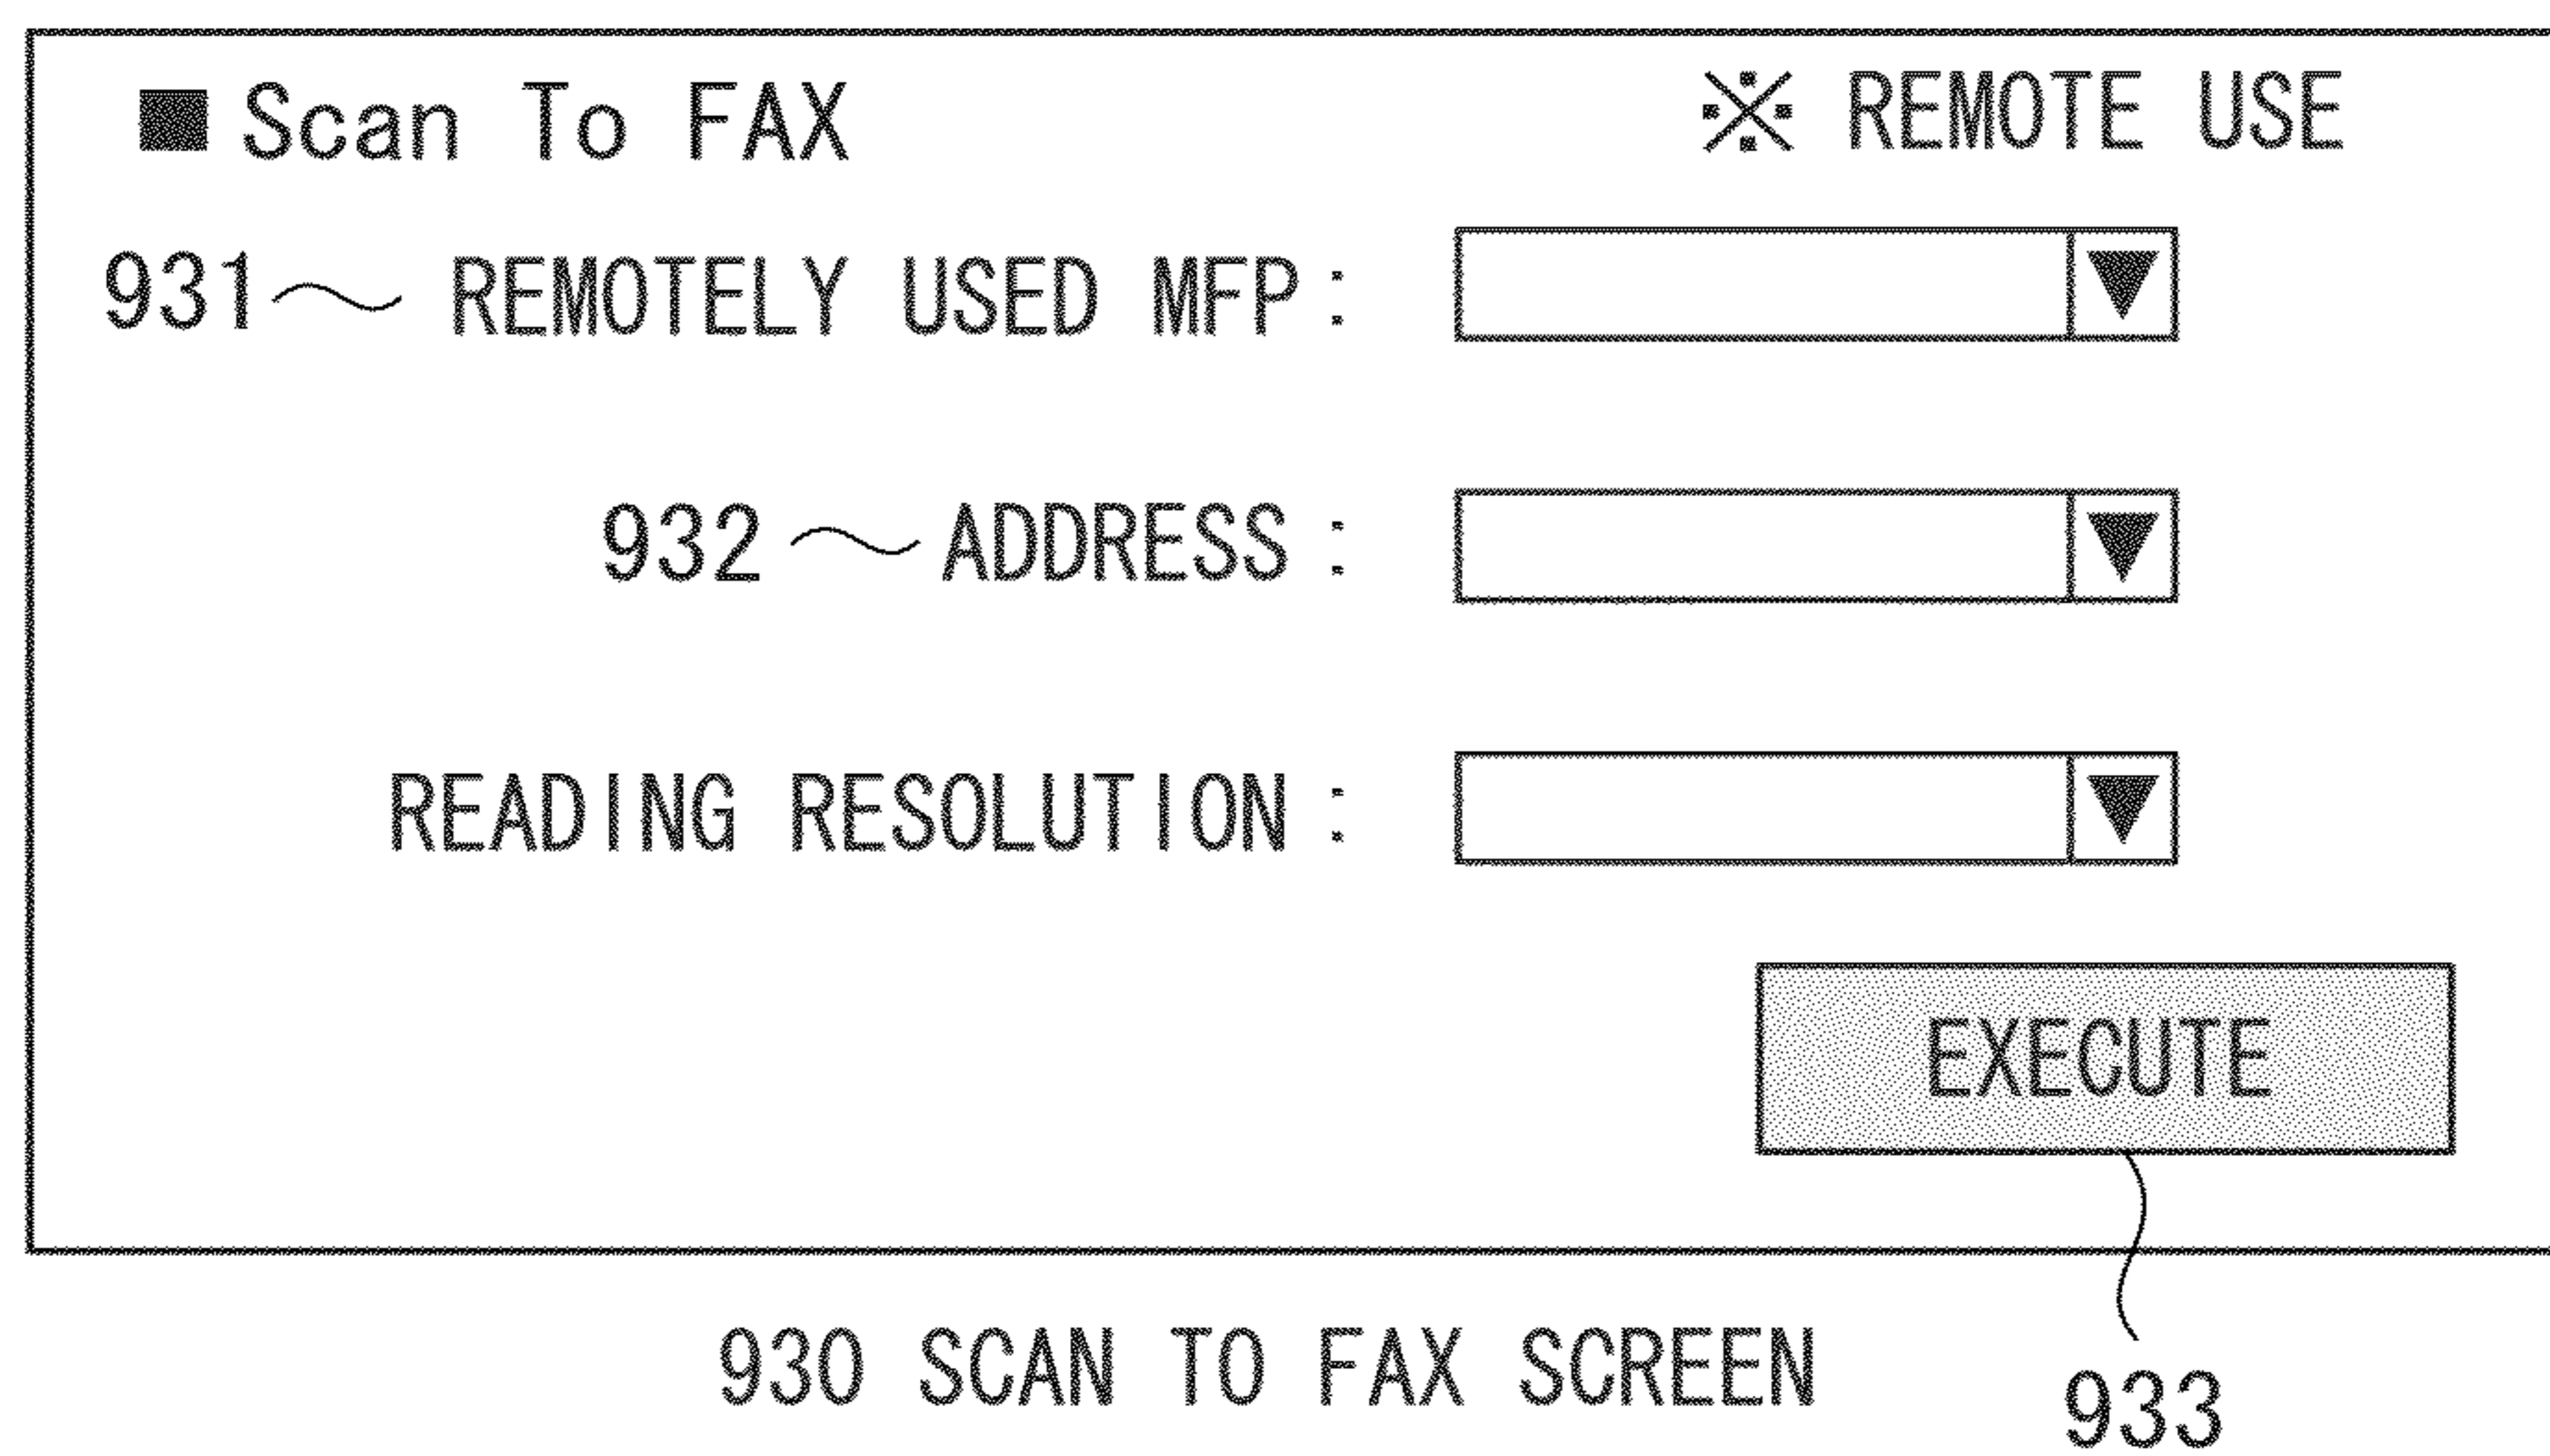 ■ Scan To FAX ※ REMOTE USE
931 REMOTELY USED MFP:
932 ADDRESS:
READING RESOLUTION:
EXECUTE
930 SCAN TO FAX SCREEN
933